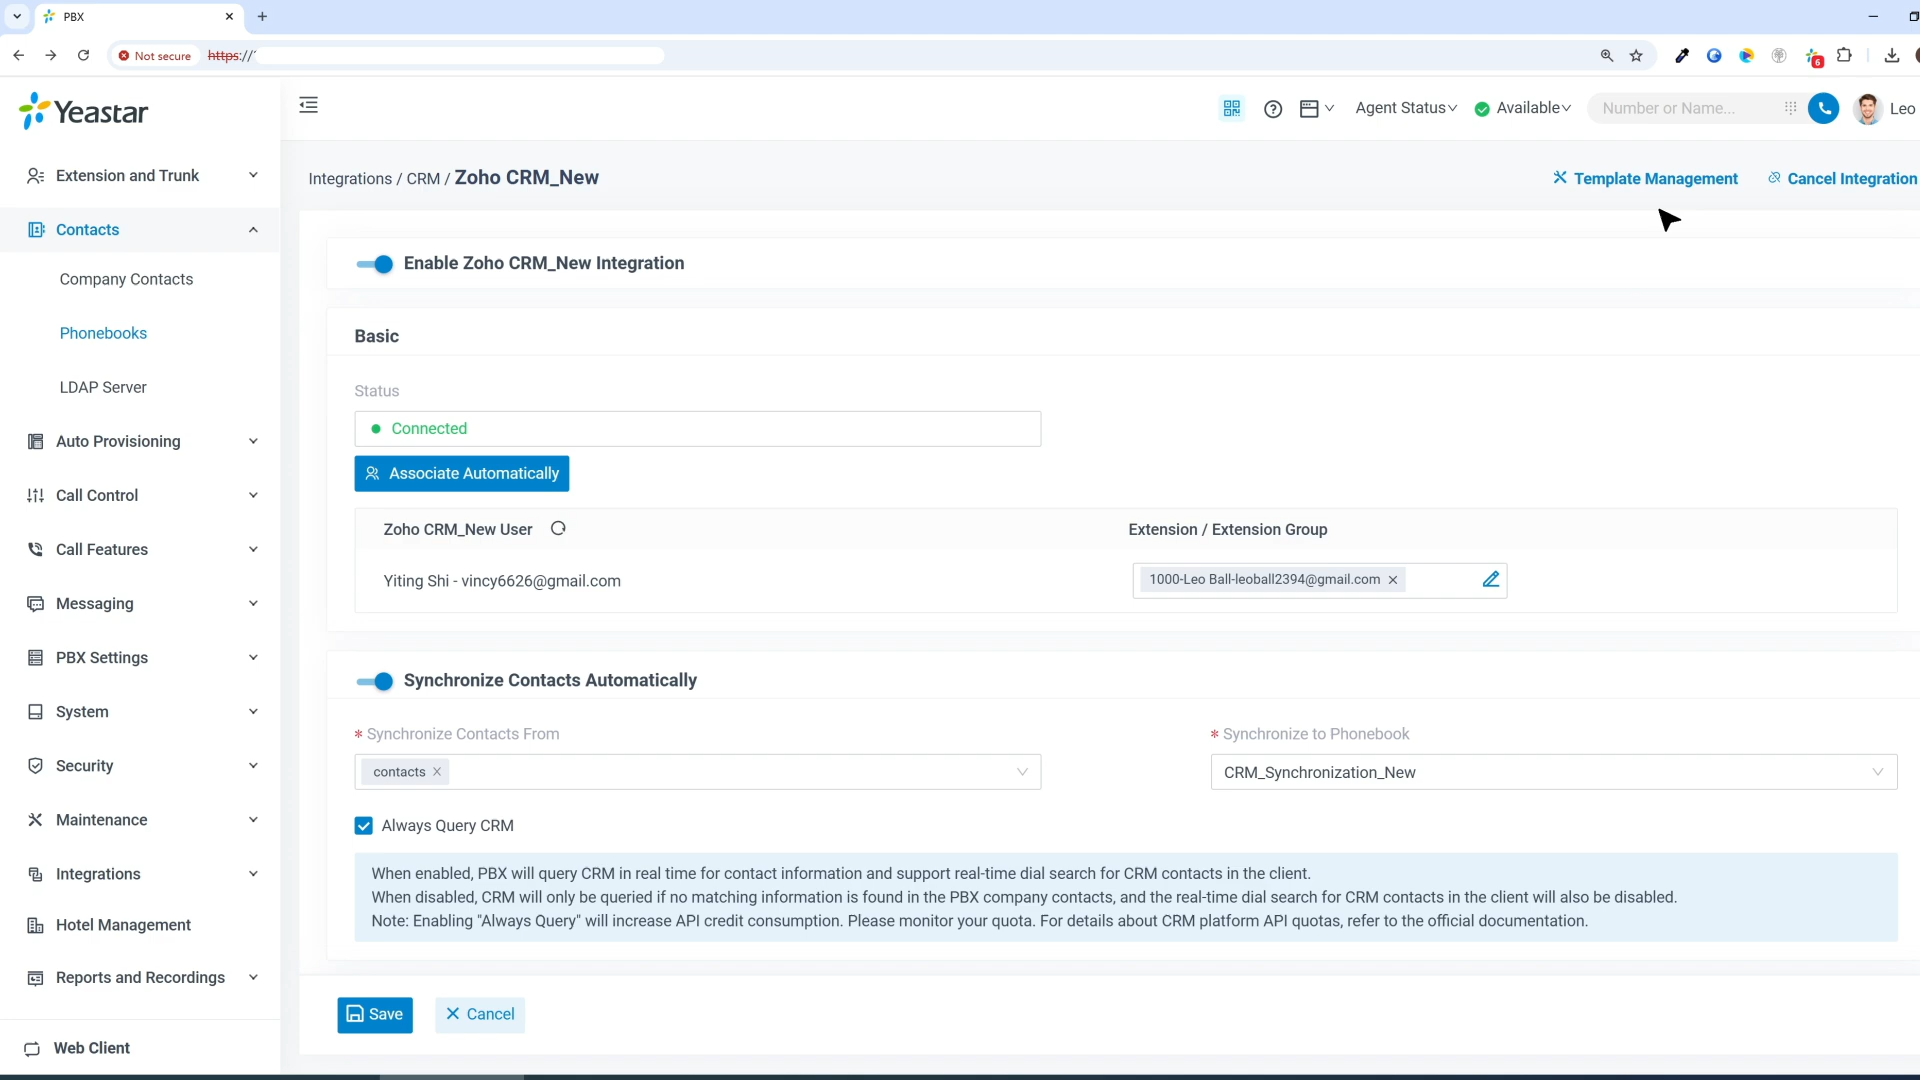 PBX
Not secure
https://
6
Yeastar
Agent Status
Available
Number or Name...
Leo
Extension and Trunk
Contacts
Company Contacts
Phonebooks
LDAP Server
Auto Provisioning
Call Control
Call Features
Messaging
PBX Settings
System
Security
Maintenance
Integrations
Hotel Management
Reports and Recordings
Web Client
Integrations / CRM / Zoho CRM_New
Template Management
Cancel Integration
Enable Zoho CRM_New Integration
Basic
Status
Connected
Associate Automatically
Zoho CRM_New User
Extension / Extension Group
Yiting Shi - vincy6626@gmail.com
1000-Leo Ball-leoball2394@gmail.com
Synchronize Contacts Automatically
* Synchronize Contacts From
* Synchronize to Phonebook
contacts
CRM_Synchronization_New
Always Query CRM
When enabled, PBX will query CRM in real time for contact information and support real-time dial search for CRM contacts in the client.
When disabled, CRM will only be queried if no matching information is found in the PBX company contacts, and the real-time dial search for CRM contacts in the client will also be disabled.
Note: Enabling "Always Query" will increase API credit consumption. Please monitor your quota. For details about CRM platform API quotas, refer to the official documentation.
Save
Cancel